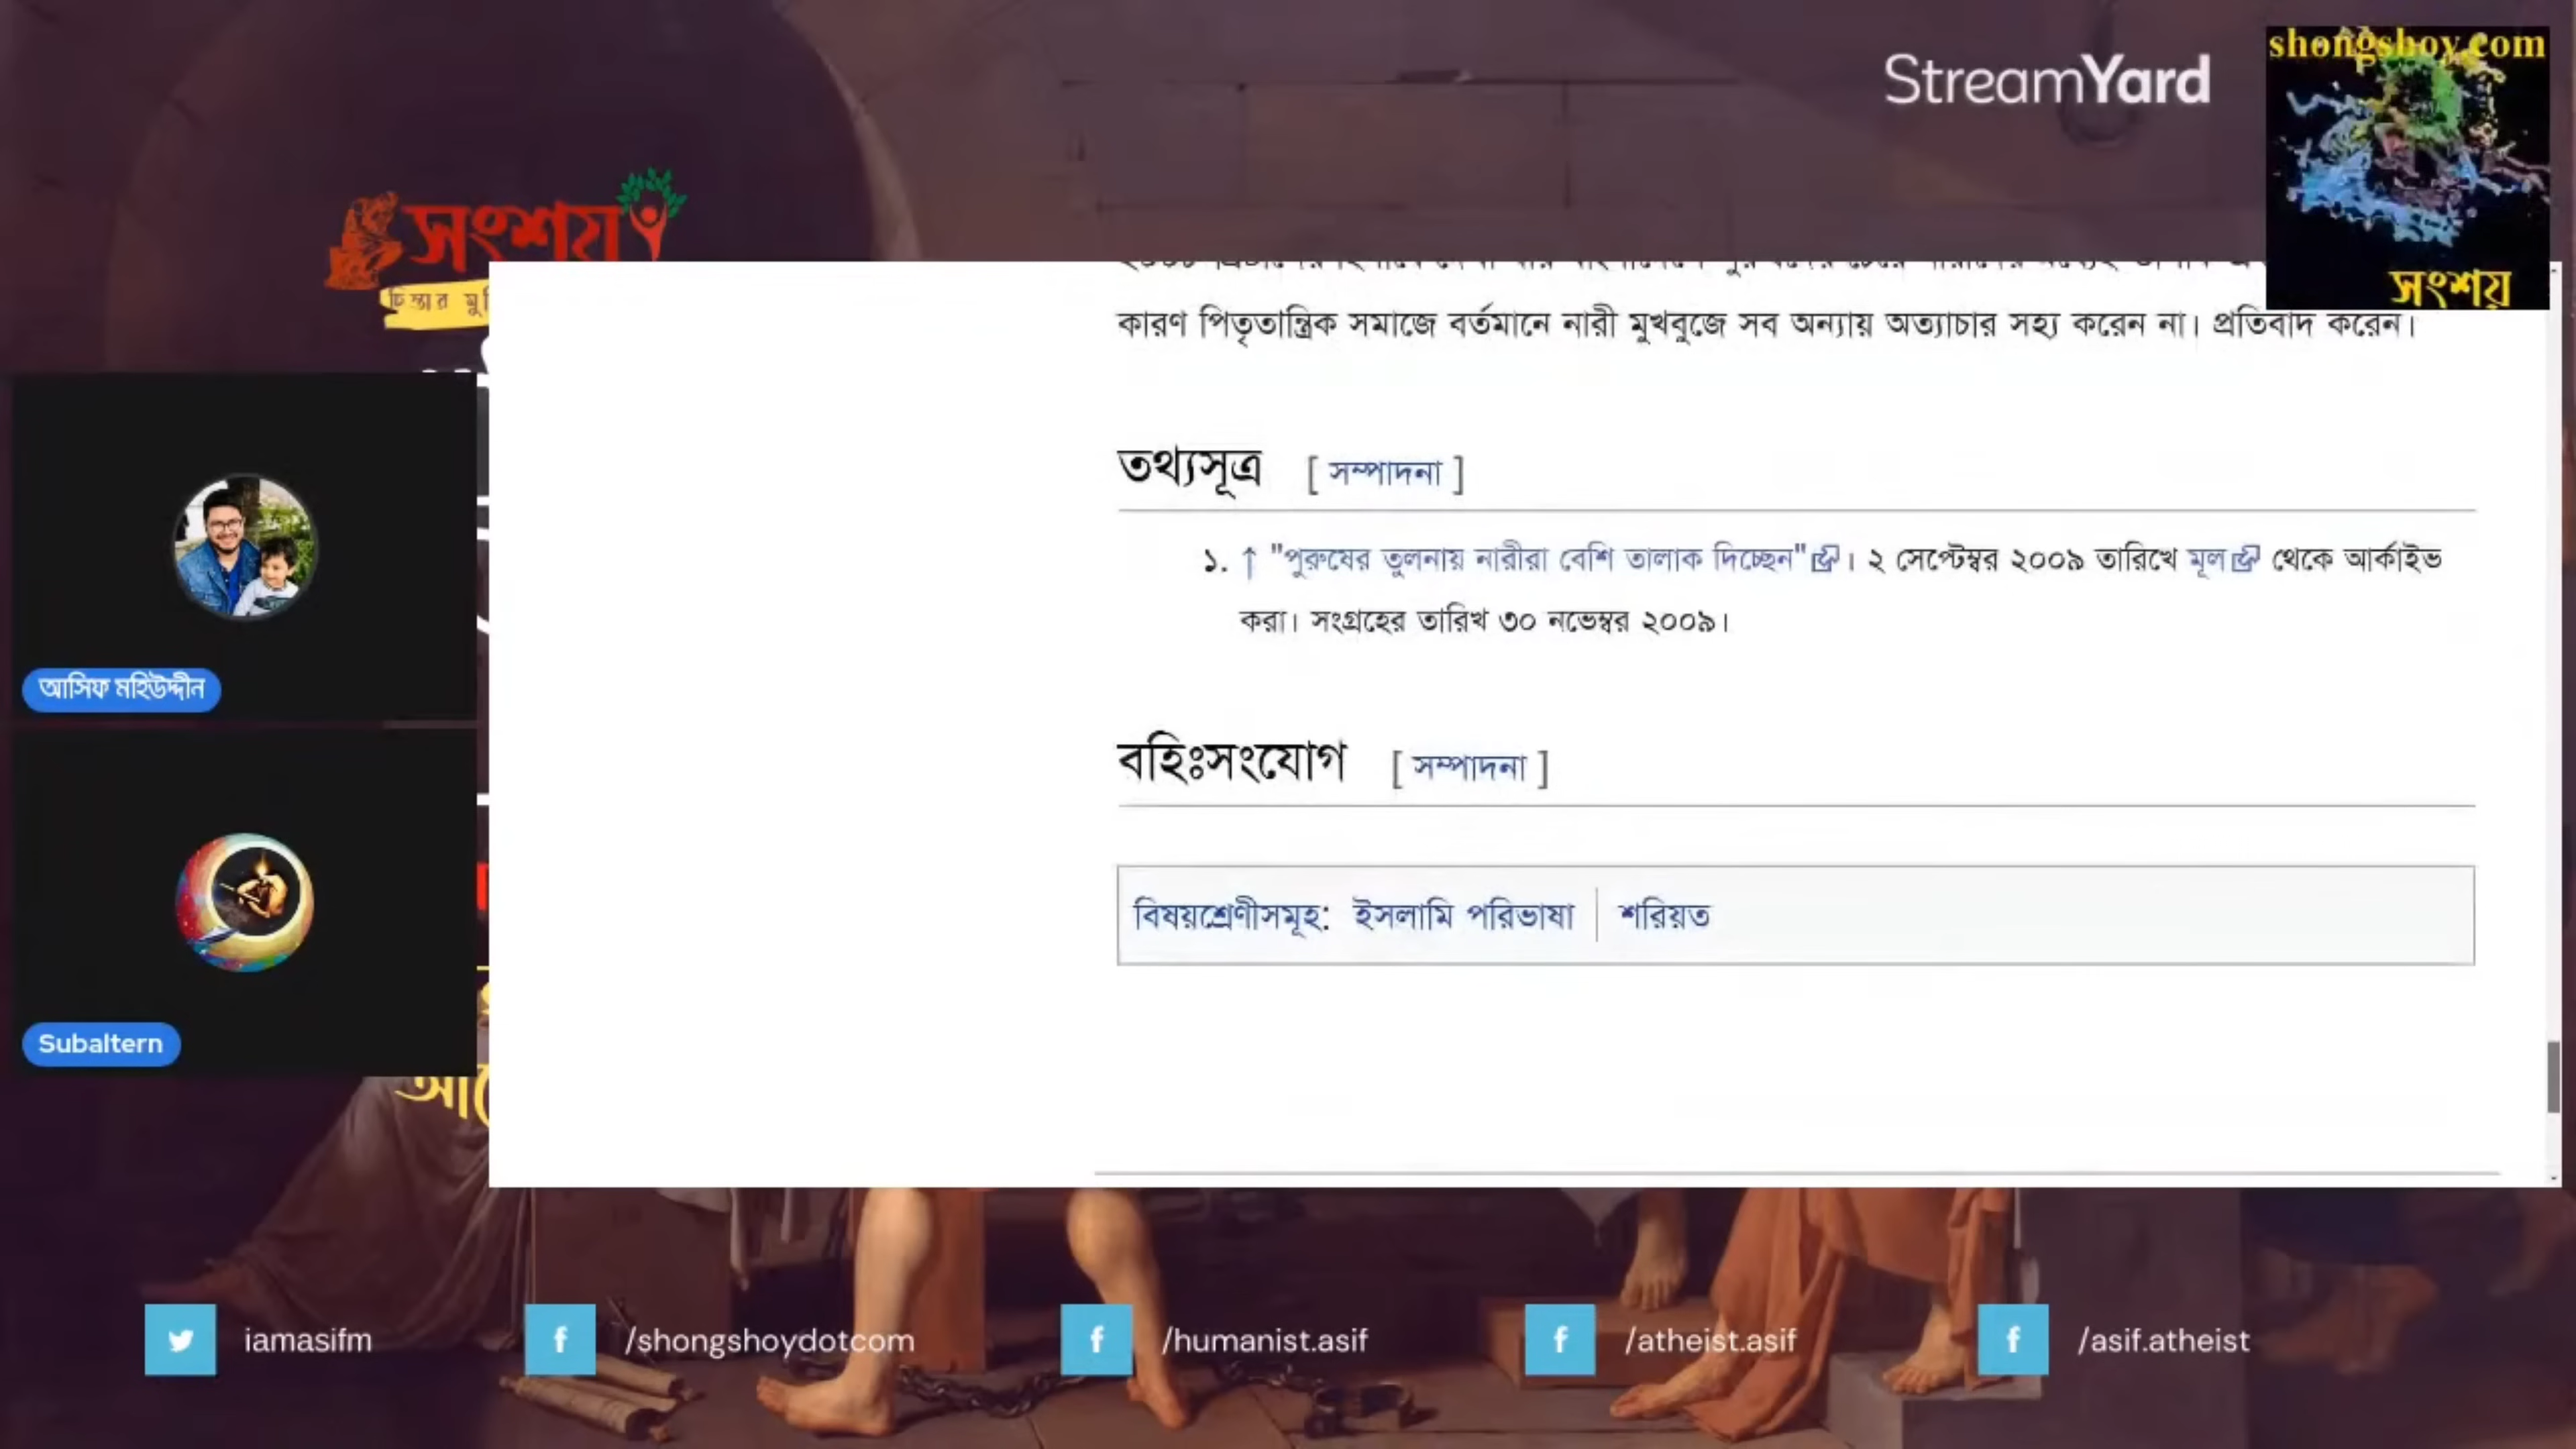 StreamYard
shongshoy.com
সংশয়
সংশয়
চিন্তার
কারণ পিতৃতান্ত্রিক সমাজে বর্তমানে নারী মুখবুজে সব অন্যায় অত্যাচার সহ্য করেন না। প্রতিবাদ করেন।
তথ্যসূত্র [ সম্পাদনা ]
১. ↑ "পুরুষের তুলনায় নারীরা বেশি তালাক দিচ্ছেন"। ২ সেপ্টেম্বর ২০০৯ তারিখে মূল থেকে আর্কাইভ
করা। সংগ্রহের তারিখ ৩০ নভেম্বর ২০০৯।
বহিঃসংযোগ [ সম্পাদনা ]
বিষয়শ্রেণীসমূহ: ইসলামি পরিভাষা | শরিয়ত
আসিফ মহিউদ্দীন
Subaltern
iamasifm
/shongshoydotcom
/humanist.asif
/atheist.asif
/asif.atheist